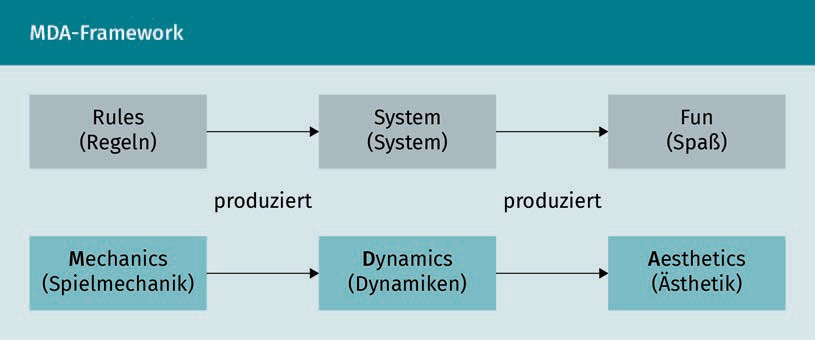 MDA-Framework
Rules
(Regeln)
System
(System)
Fun
(Spaß)
produziert
produziert
Mechanics
(Spielmechanik)
Dynamics
(Dynamiken)
Aesthetics
(Ästhetik)